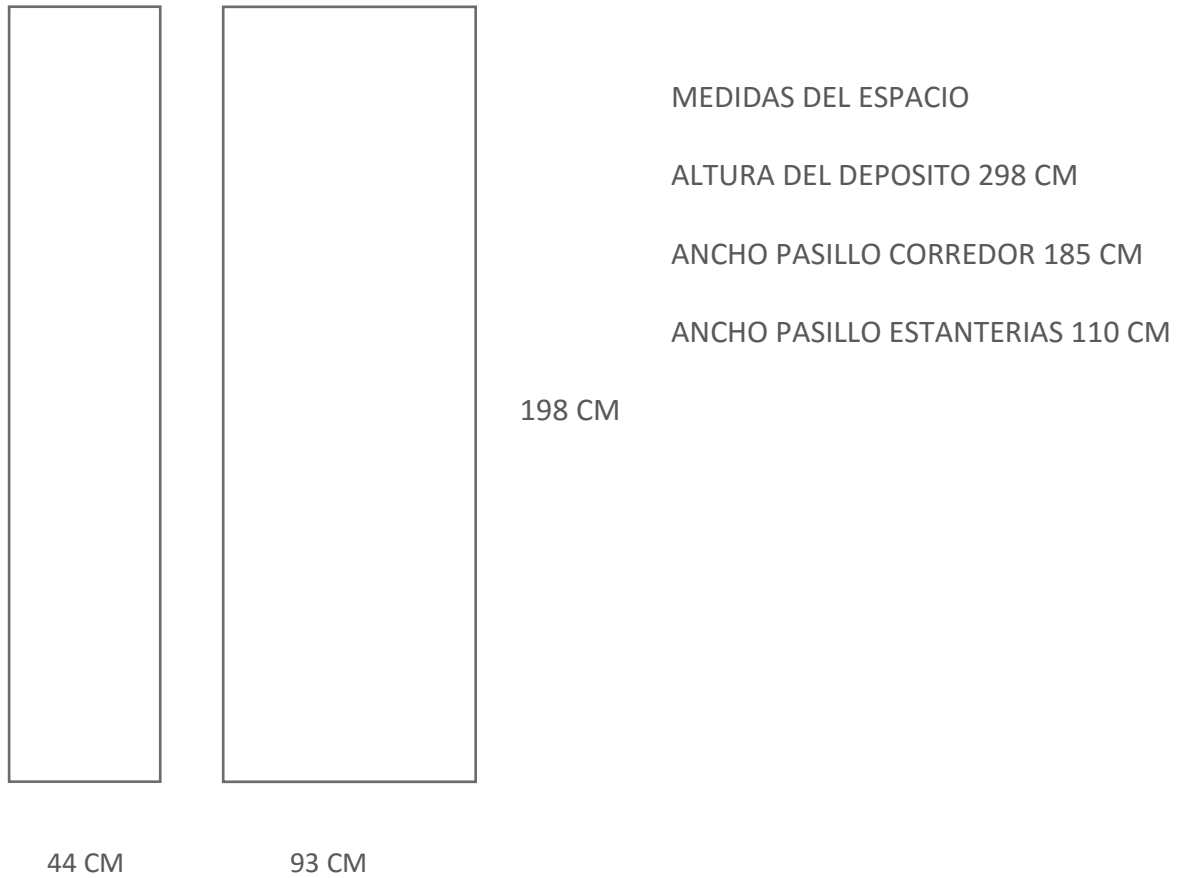 MEDIDAS DEL ESPACIO
ALTURA DEL DEPOSITO 298 CM
ANCHO PASILLO CORREDOR 185 CM
ANCHO PASILLO ESTANTERIAS 110 CM
198 CM
44 CM
93 CM